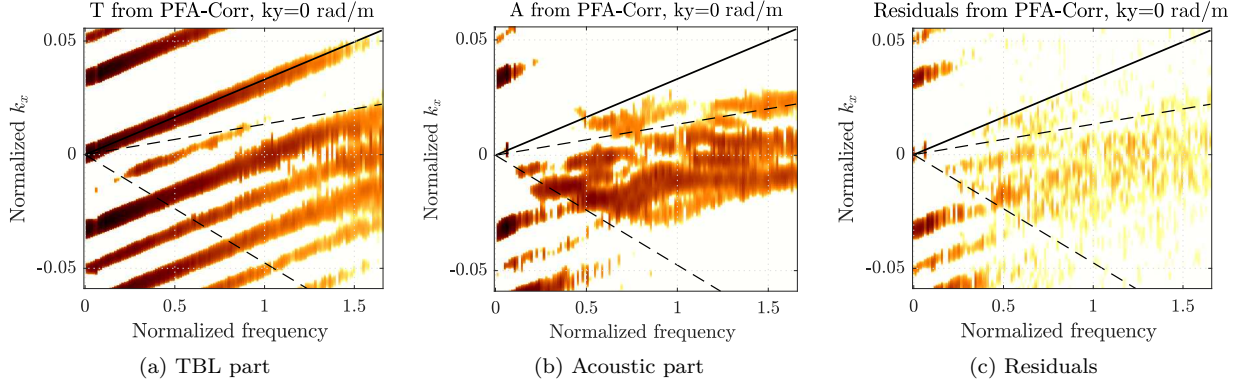 T from PFA-Corr, ky=0 rad/m
A from PFA-Corr, ky=0 rad/m
Residuals from PFA-Corr, ky=0 rad/m
Normalized kx
0.05
0
-0.05
0
0.5
1
1.5
Normalized frequency
Normalized kx
0.05
0
-0.05
0
0.5
1
1.5
Normalized frequency
Normalized kx
0.05
0
-0.05
0
0.5
1
1.5
Normalized frequency
(a) TBL part
(b) Acoustic part
(c) Residuals